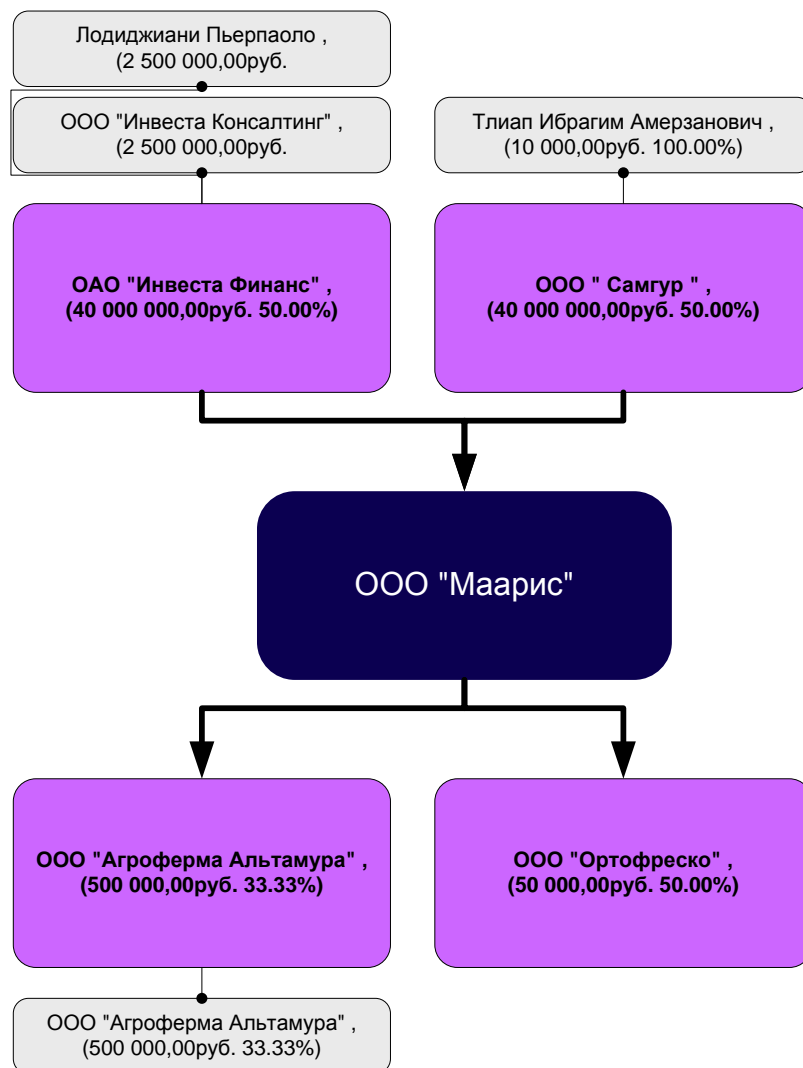 Лодиджиани Пьерпаоло ,
(2 500 000,00руб.
ООО "Инвеста Консалтинг" ,
(2 500 000,00руб.
Тлиап Ибрагим Амерзанович ,
(10 000,00руб. 100.00%)
ОАО "Инвеста Финанс" ,
(40 000 000,00руб. 50.00%)
ООО " Самгур " ,
(40 000 000,00руб. 50.00%)
ООО "Маарис"
ООО "Агроферма Альтамура" ,
(500 000,00руб. 33.33%)
ООО "Ортофреско" ,
(50 000,00руб. 50.00%)
ООО "Агроферма Альтамура" ,
(500 000,00руб. 33.33%)